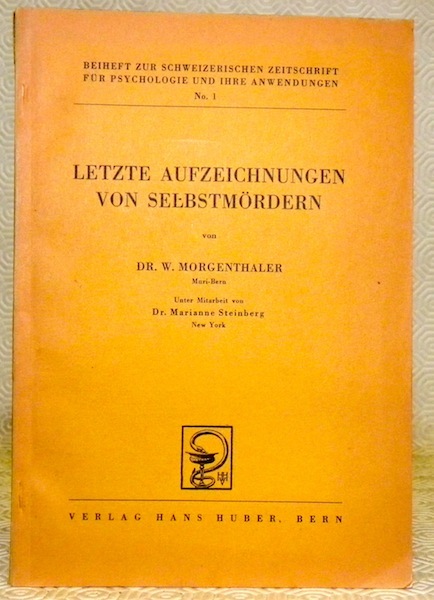 BEIHEFT ZUR SCHWEIZERISCHEN ZEITSCHRIFT
FÜR PSYCHOLOGIE UND IHRE ANWENDUNGEN
No. 1
LETZTE AUFZEICHNUNGEN
VON SELBSTMÖRDERN
von
DR. W. MORGENTHALER
Muri-Bern
Unter Mitarbeit von
Dr. Marianne Steinberg
New York
VERLAG HANS HUBER, BERN